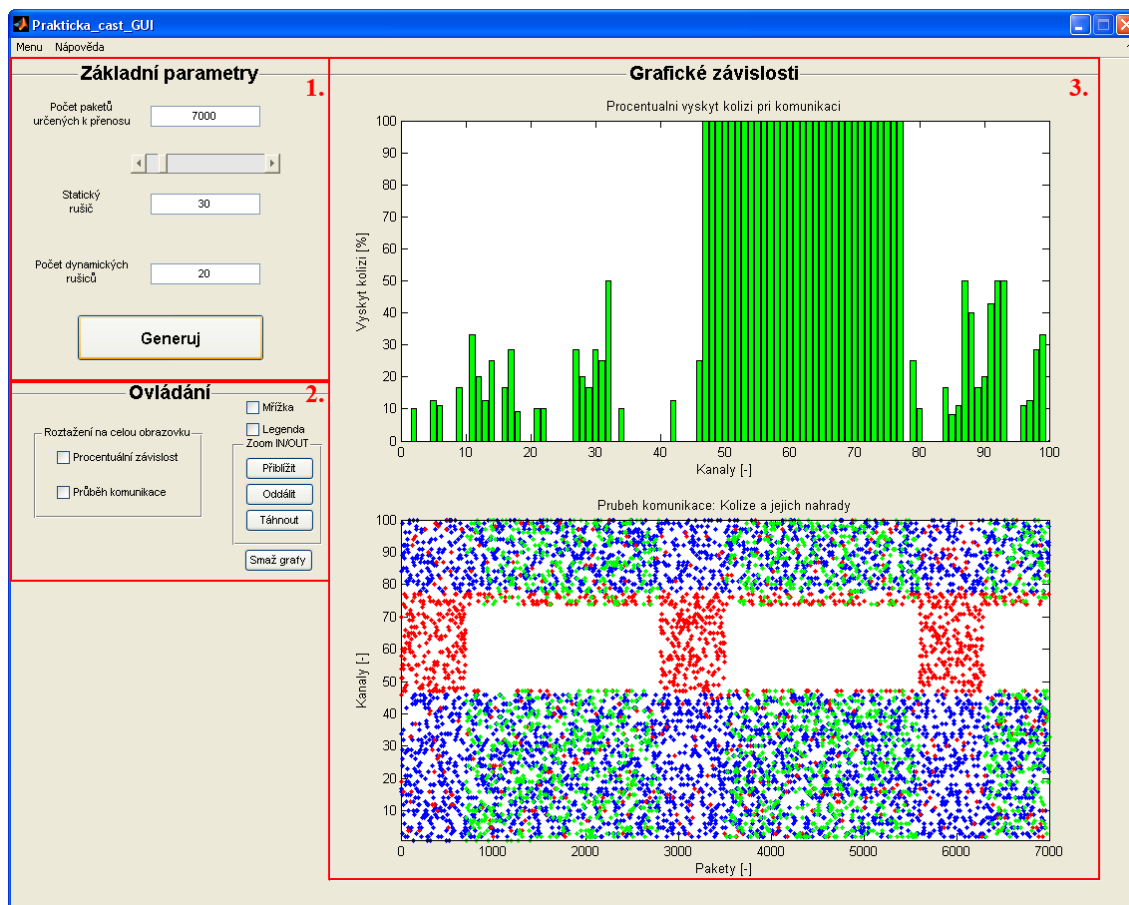 Prakticka_cast_GUI
Menu Nápověda
Základní parametry
1.
Počet paketů
určených k přenosu
7000
Statický
rušič
30
Počet dynamických
rušiců
20
Generuj
Ovládání
2.
Mřížka
Legenda
Roztažení na celou obrazovku
Procentuální závislost
Průběh komunikace
Zoom IN/OUT
Přiblížit
Oddálit
Táhnout
Smaž grafy
Grafické závislosti
3.
Procentualni vyskyt kolizi pri komunikaci
Vyskyt kolizi [%]
100
90
80
70
60
50
40
30
20
10
0
0 10 20 30 40 50 60 70 80 90 100
Kanaly [-]
Prubeh komunikace: Kolize a jejich nahrady
Kanaly [-]
100
90
80
70
60
50
40
30
20
10
0 1000 2000 3000 4000 5000 6000 7000
Pakety [-]